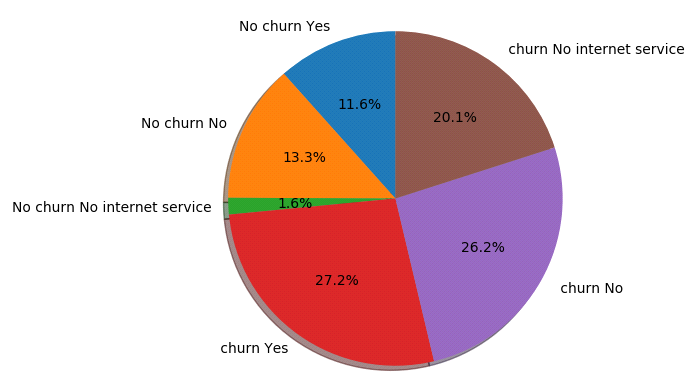 No churn Yes
churn No internet service
11.6%
20.1%
No churn No
13.3%
No churn No internet service
1.6%
26.2%
27.2%
churn No
churn Yes